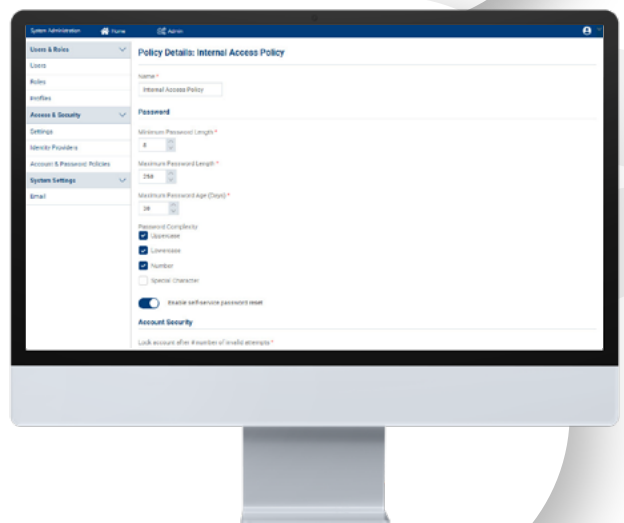 System Administration Home Admin
Users & Roles
Users
Roles
Profiles
Access & Security
Settings
Identity Providers
Account & Password Policies
System Settings
Email
Policy Details: Internal Access Policy
Name *
Internal Access Policy
Password
Minimum Password Length *
8
Maximum Password Length *
250
Maximum Password Age (Days) *
30
Password Complexity
Uppercase
Lowercase
Number
Special Character
Enable self-service password reset
Account Security
Lock account after # number of invalid attempts *